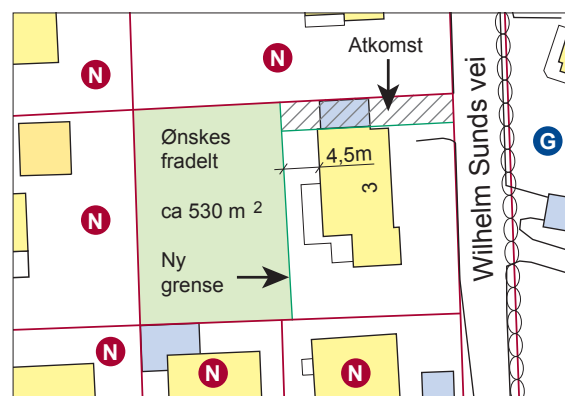 Atkomst
N
N
Wilhelm Sunds vei
Ønskes
fradelt
G
4,5m
3
N
ca 530 m 2
Ny
grense
N
N
N